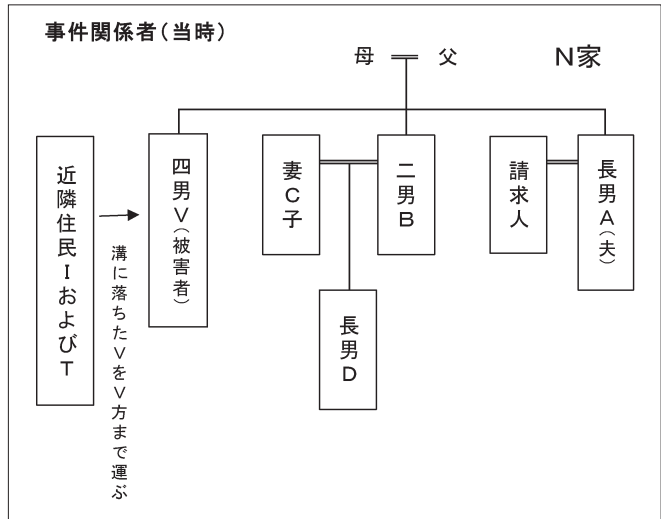 事件関係者（当時）
母 父
N家
長男A（夫）
請求人
二男B
妻C子
長男D
四男V（被害者）
溝に落ちたVをV方まで運ぶ
近隣住民IおよびT